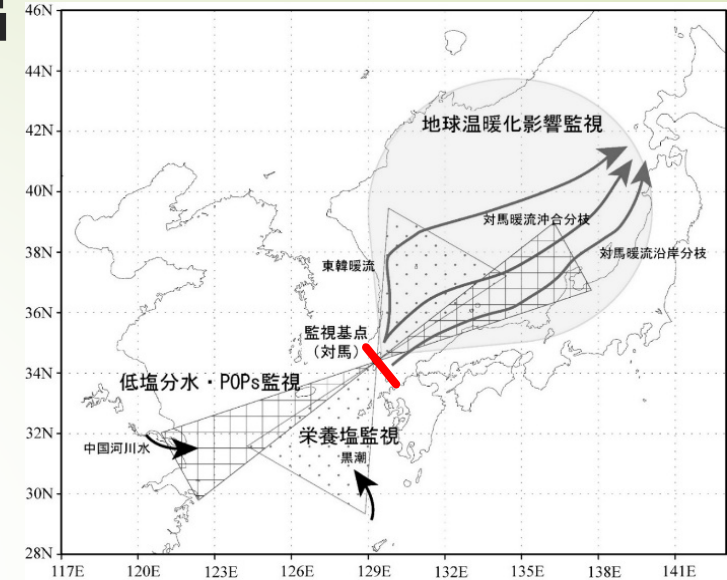 46N
44N
42N
40N
38N
36N
34N
32N
30N
28N
地球温暖化影響監視
対馬暖流沖合分枝
対馬暖流沿岸分枝
東韓暖流
監視基点
（対馬）
低塩分水・POPs監視
栄養塩監視
中国河川水
黒潮
117E 120E 123E 126E 129E 132E 135E 138E 141E